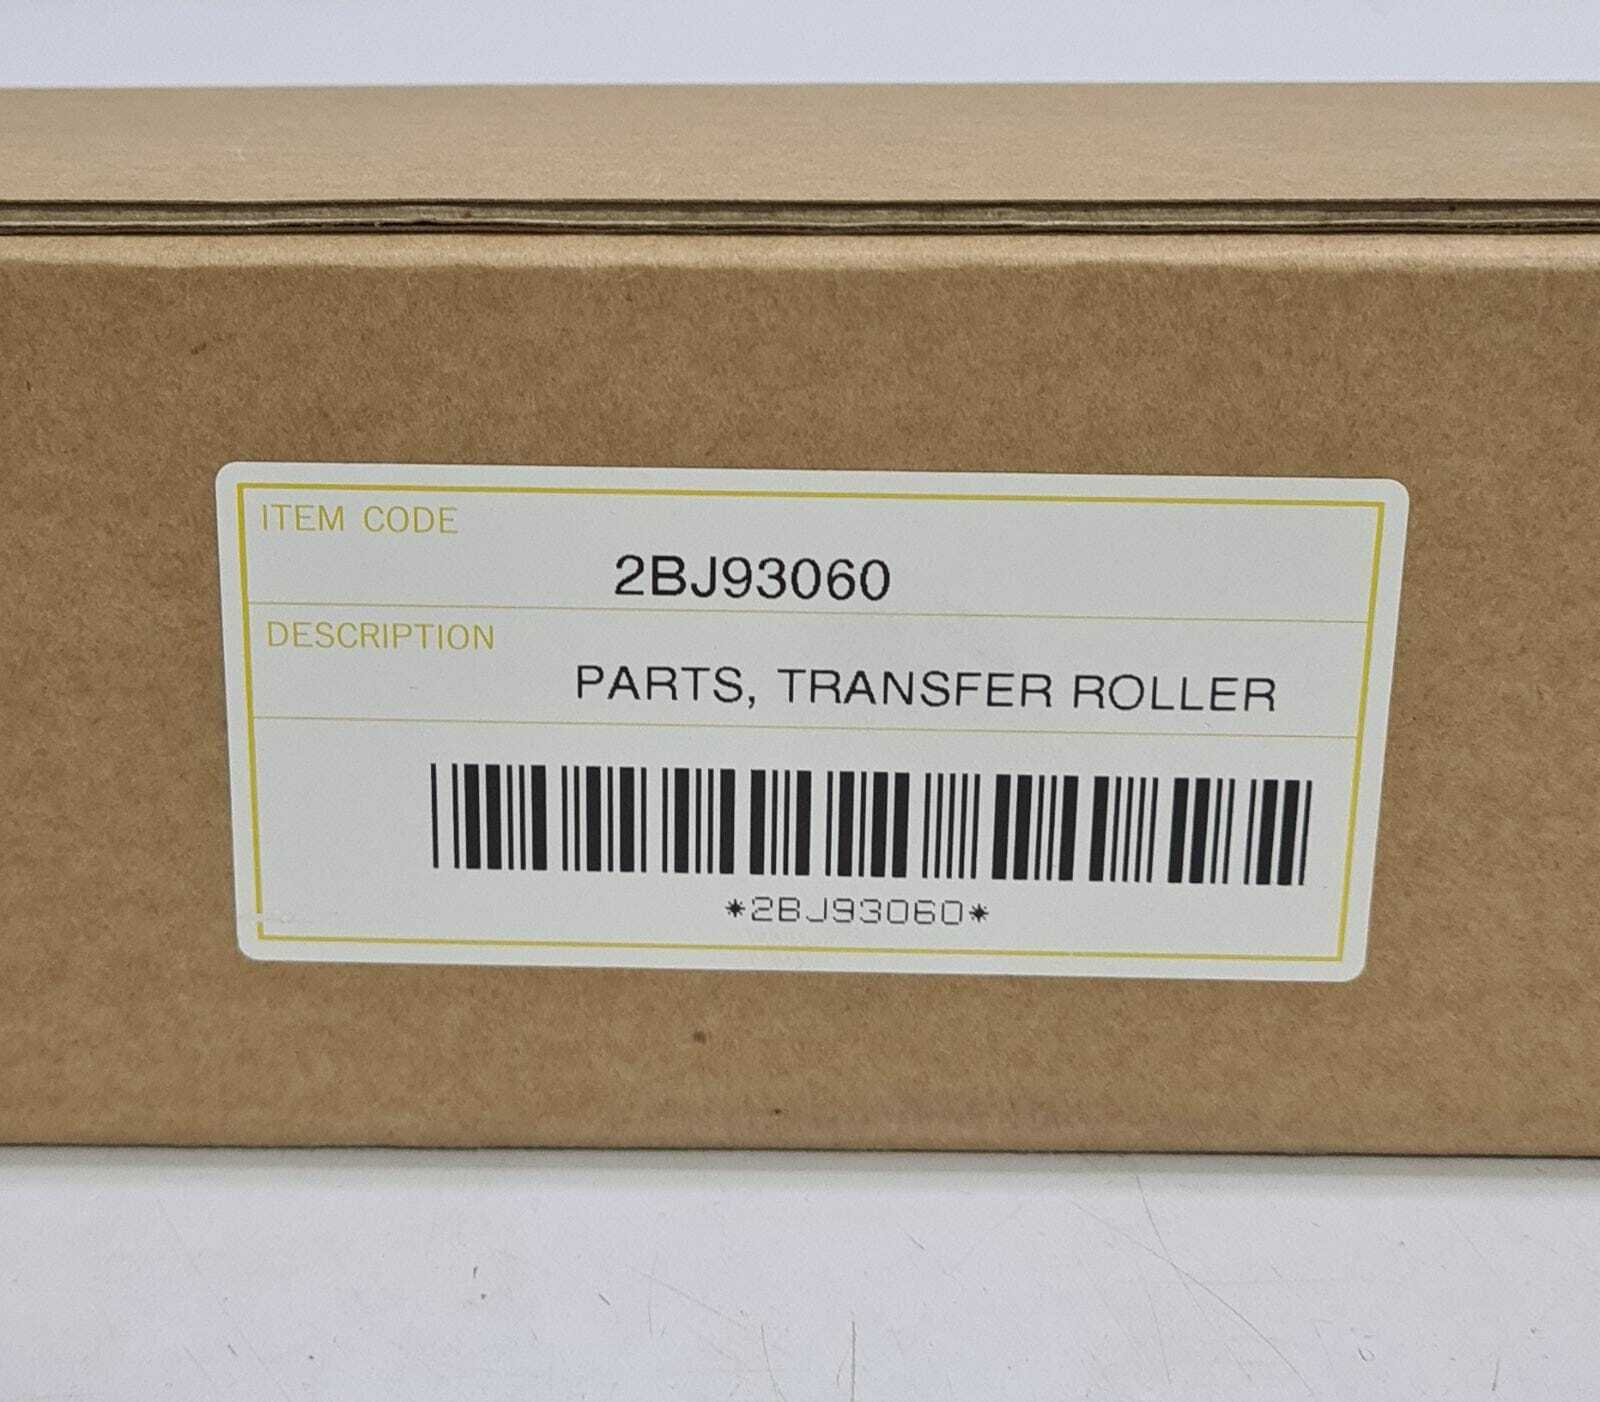 ITEM CODE
2BJ93060
DESCRIPTION
PARTS, TRANSFER ROLLER
*2BJ93060*